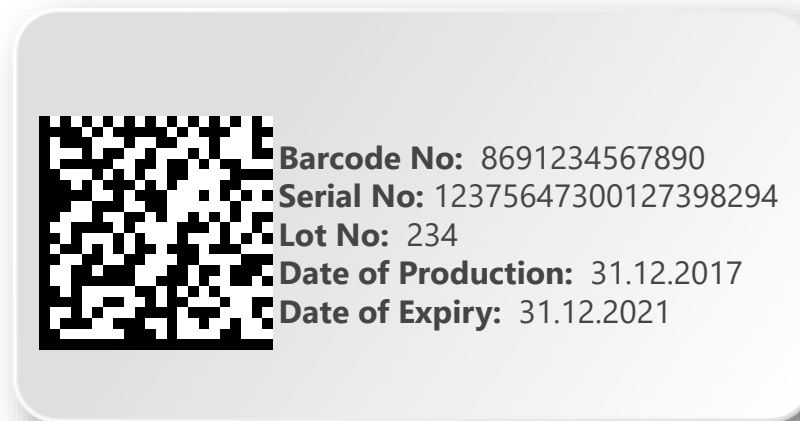 Barcode No: 8691234567890
Serial No: 12375647300127398294
Lot No: 234
Date of Production: 31.12.2017
Date of Expiry: 31.12.2021